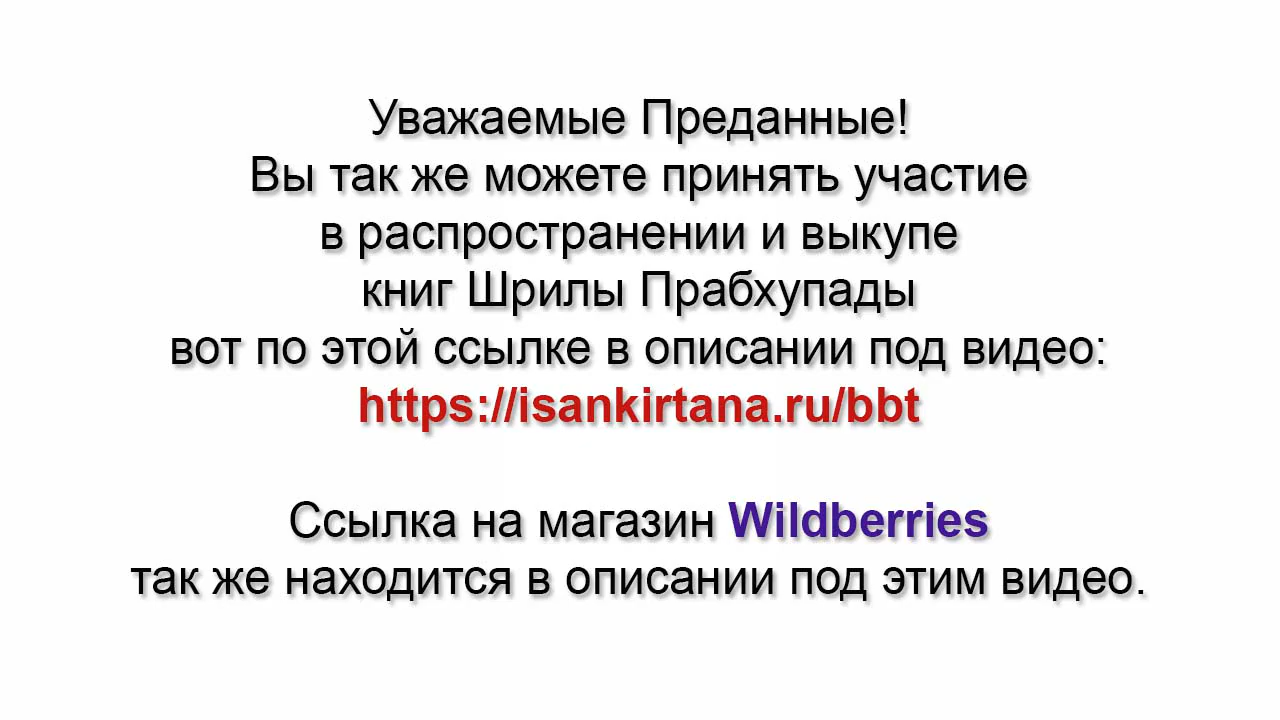 Уважаемые Преданные!
Вы так же можете принять участие
в распространении и выкупе
книг Шрилы Прабхупады
вот по этой ссылке в описании под видео:
https://isankirtana.ru/bbt
Ссылка на магазин Wildberries
так же находится в описании под этим видео.